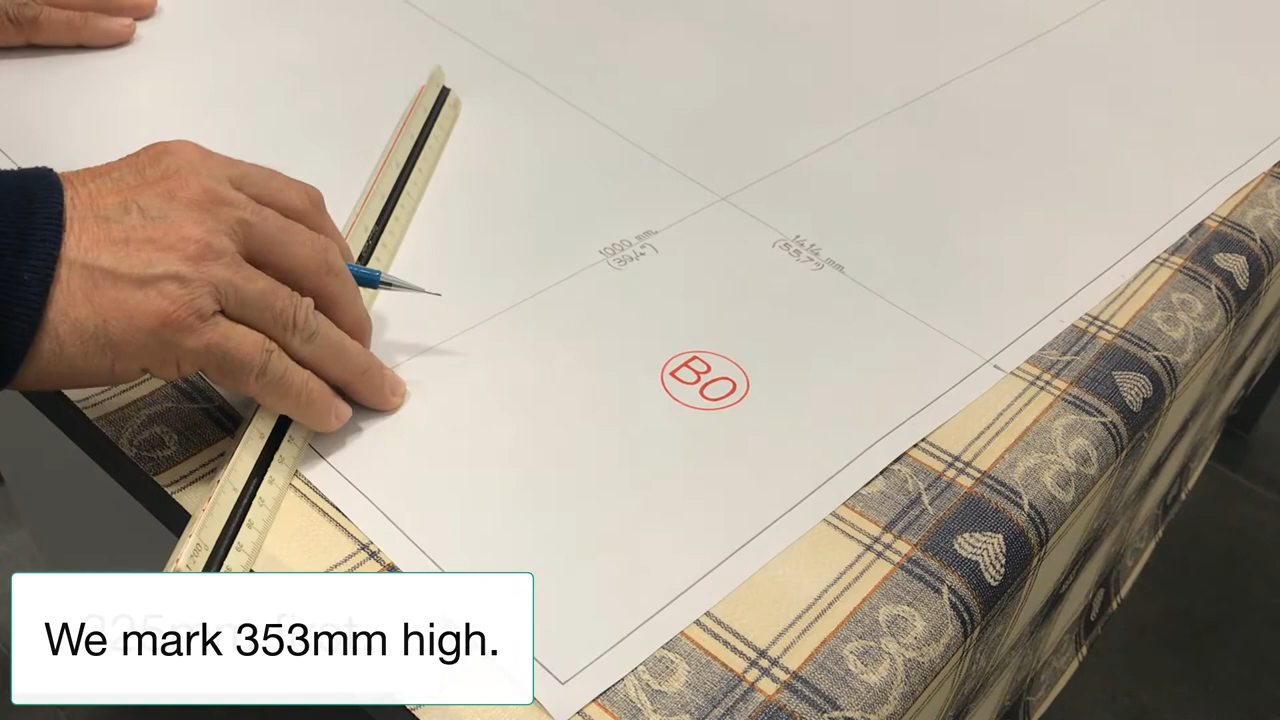 1000 mm.
(39,4")
1414 mm.
(55,7")
B0
We mark 353mm high.